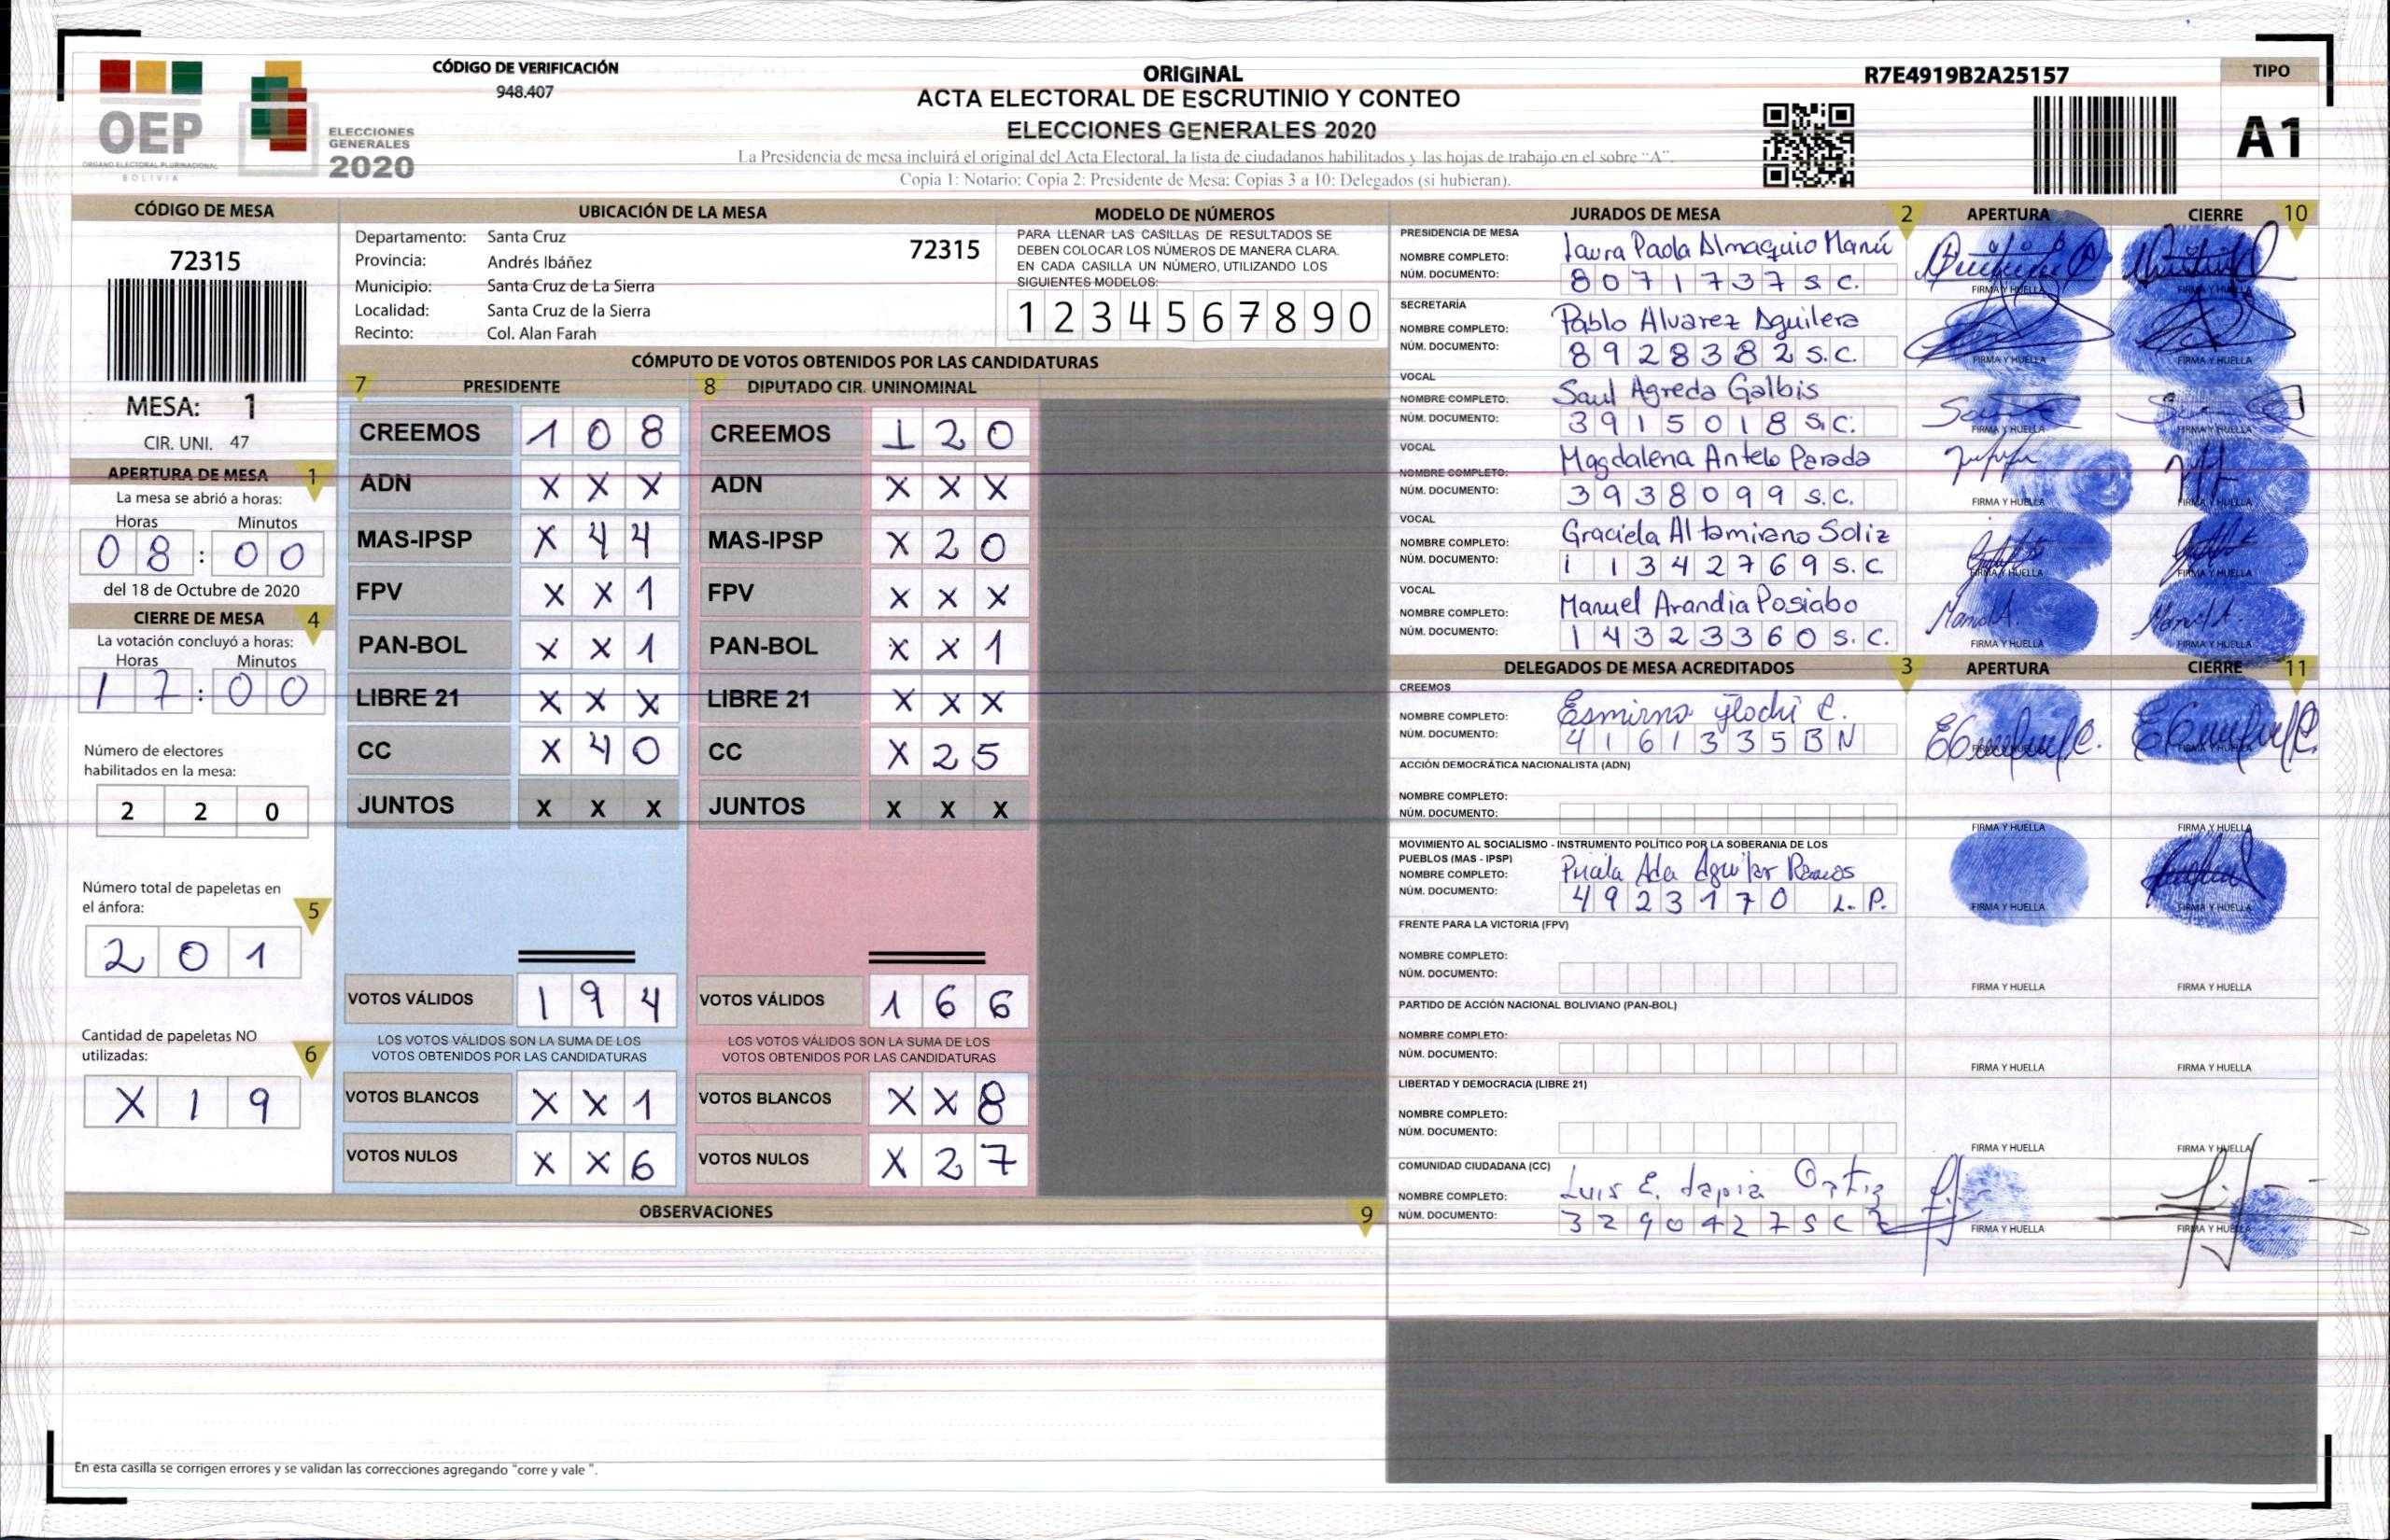 CÓDIGO DE VERIFICACIÓN
948.407
ORIGINAL
ACTA ELECTORAL DE ESCRUTINIO Y CONTEO
ELECCIONES GENERALES 2020
La Presidencia de mesa incluirá el original del Acta Electoral, la lista de ciudadanos habilitados y las hojas de trabajo en el sobre "A".
Copia 1: Notario; Copia 2: Presidente de Mesa; Copias 3 a 10: Delegados (si hubieran).
R7E4919B2A25157
TIPO
A1
OEP
ÓRGANO ELECTORAL PLURINACIONAL
BOLIVIA
ELECCIONES
GENERALES
2020
CÓDIGO DE MESA
72315
MESA: 1
CIR. UNI. 47
APERTURA DE MESA 1
La mesa se abrió a horas:
Horas Minutos
08:00
del 18 de Octubre de 2020
CIERRE DE MESA 4
La votación concluyó a horas:
Horas Minutos
17:00
Número de electores
habilitados en la mesa:
2 2 0
Número total de papeletas en
el ánfora: 5
2 0 1
Cantidad de papeletas NO
utilizadas: 6
X 1 9
UBICACIÓN DE LA MESA
Departamento: Santa Cruz 72315
Provincia: Andrés Ibáñez
Municipio: Santa Cruz de La Sierra
Localidad: Santa Cruz de la Sierra
Recinto: Col. Alan Farah
MODELO DE NÚMEROS
PARA LLENAR LAS CASILLAS DE RESULTADOS SE
DEBEN COLOCAR LOS NÚMEROS DE MANERA CLARA.
EN CADA CASILLA UN NÚMERO, UTILIZANDO LOS
SIGUIENTES MODELOS:
1 2 3 4 5 6 7 8 9 0
CÓMPUTO DE VOTOS OBTENIDOS POR LAS CANDIDATURAS
7 PRESIDENTE 8 DIPUTADO CIR. UNINOMINAL
CREEMOS 1 0 8 CREEMOS 1 2 0
ADN X X X ADN X X X
MAS-IPSP X 4 4 MAS-IPSP X 2 0
FPV X X 1 FPV X X X
PAN-BOL X X 1 PAN-BOL X X 1
LIBRE 21 X X X LIBRE 21 X X X
CC X 4 0 CC X 2 5
JUNTOS X X X JUNTOS X X X
VOTOS VÁLIDOS 1 9 4 VOTOS VÁLIDOS 1 6 6
LOS VOTOS VÁLIDOS SON LA SUMA DE LOS LOS VOTOS VÁLIDOS SON LA SUMA DE LOS
VOTOS OBTENIDOS POR LAS CANDIDATURAS VOTOS OBTENIDOS POR LAS CANDIDATURAS
VOTOS BLANCOS X X 1 VOTOS BLANCOS X X 8
VOTOS NULOS X X 6 VOTOS NULOS X 2 7
OBSERVACIONES 9
En esta casilla se corrigen errores y se validan las correcciones agregando "corre y vale ".
JURADOS DE MESA 2 APERTURA CIERRE 10
PRESIDENCIA DE MESA
NOMBRE COMPLETO: Laura Paola Almaquio Manú
NÚM. DOCUMENTO: 8071737 S.C.
FIRMA Y HUELLA FIRMA Y HUELLA
SECRETARÍA
NOMBRE COMPLETO: Pablo Alvarez Aguilera
NÚM. DOCUMENTO: 8928382 S.C.
FIRMA Y HUELLA FIRMA Y HUELLA
VOCAL
NOMBRE COMPLETO: Saul Agreda Galbis
NÚM. DOCUMENTO: 3915018 S.C.
FIRMA Y HUELLA FIRMA Y HUELLA
VOCAL
NOMBRE COMPLETO: Magdalena Antelo Parada
NÚM. DOCUMENTO: 3938099 S.C.
FIRMA Y HUELLA FIRMA Y HUELLA
VOCAL
NOMBRE COMPLETO: Graciela Altamirano Soliz
NÚM. DOCUMENTO: 11342769 S.C
FIRMA Y HUELLA FIRMA Y HUELLA
VOCAL
NOMBRE COMPLETO: Manuel Arandia Posiabo
NÚM. DOCUMENTO: 14323360 S.C.
FIRMA Y HUELLA FIRMA Y HUELLA
DELEGADOS DE MESA ACREDITADOS 3 APERTURA CIERRE 11
CREEMOS
NOMBRE COMPLETO: Esmirna C.
NÚM. DOCUMENTO: 4161335BN
ACCIÓN DEMOCRÁTICA NACIONALISTA (ADN)
NOMBRE COMPLETO:
NÚM. DOCUMENTO:
FIRMA Y HUELLA FIRMA Y HUELLA
MOVIMIENTO AL SOCIALISMO - INSTRUMENTO POLÍTICO POR LA SOBERANIA DE LOS
PUEBLOS (MAS - IPSP)
NOMBRE COMPLETO: Ada Aguilar Ramos
NÚM. DOCUMENTO: 4923170 L.P.
FIRMA Y HUELLA FIRMA Y HUELLA
FRENTE PARA LA VICTORIA (FPV)
NOMBRE COMPLETO:
NÚM. DOCUMENTO:
FIRMA Y HUELLA FIRMA Y HUELLA
PARTIDO DE ACCIÓN NACIONAL BOLIVIANO (PAN-BOL)
NOMBRE COMPLETO:
NÚM. DOCUMENTO:
FIRMA Y HUELLA FIRMA Y HUELLA
LIBERTAD Y DEMOCRACIA (LIBRE 21)
NOMBRE COMPLETO:
NÚM. DOCUMENTO:
FIRMA Y HUELLA FIRMA Y HUELLA
COMUNIDAD CIUDADANA (CC)
NOMBRE COMPLETO: Luis E. Tapia Ortiz
NÚM. DOCUMENTO: 3290427SCZ
FIRMA Y HUELLA FIRMA Y HUELLA